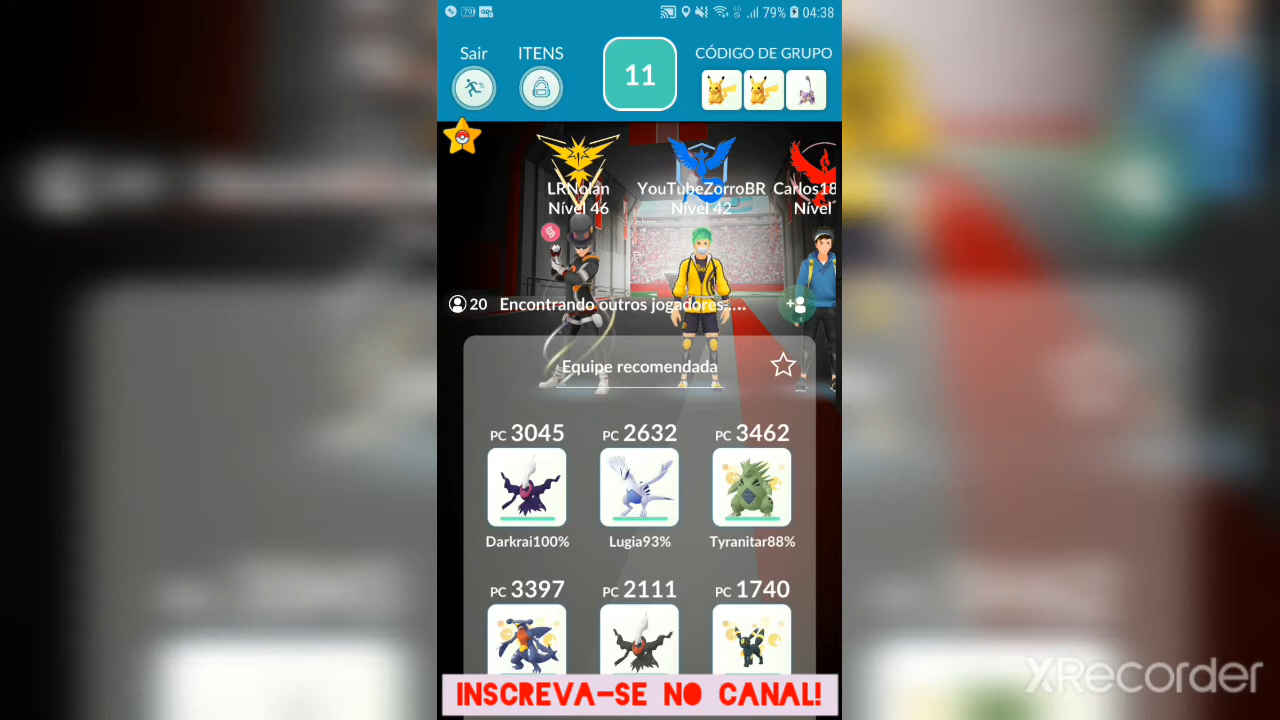 79 79% 04:38
Sair ITENS 11 CÓDIGO DE GRUPO
LRNolan YouTubeZorroBR Carlos18
Nível 46 Nível 42 Nível
20 Encontrando outros jogadores.....
Equipe recomendada
PC 3045 PC 2632 PC 3462
Darkrai100% Lugia93% Tyranitar88%
PC 3397 PC 2111 PC 1740
INSCREVA-SE NO CANAL!
XRecorder